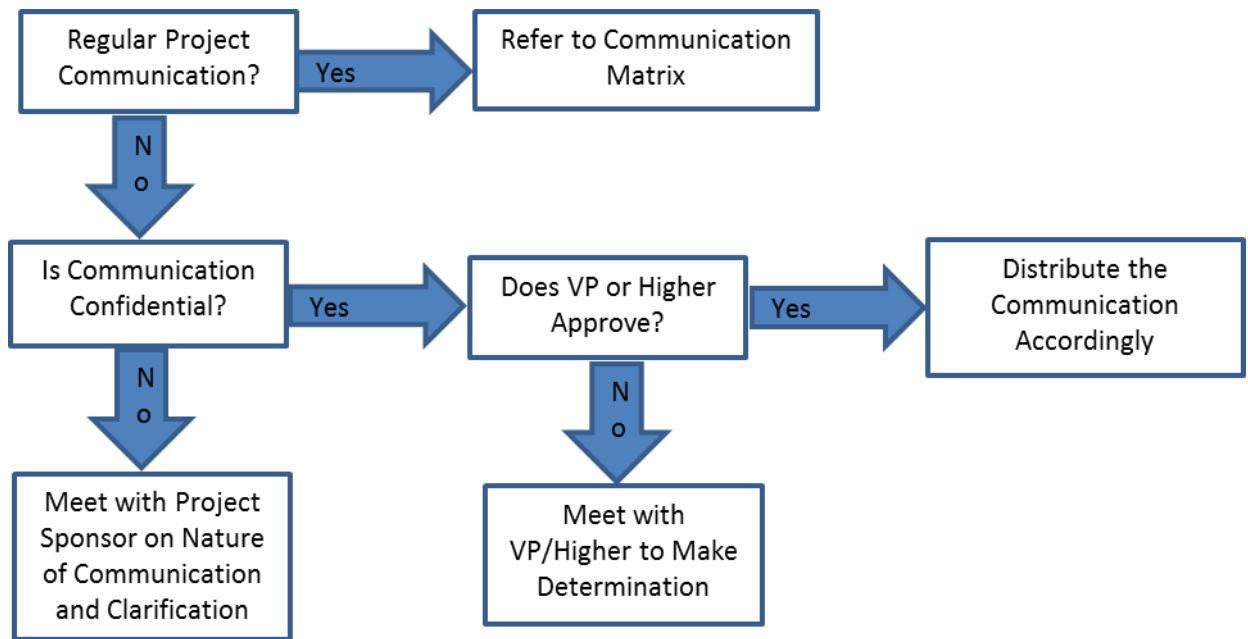 Regular Project
Communication?
Yes
Refer to Communication
Matrix
N
o
Is Communication
Confidential?
Yes
Does VP or Higher
Approve?
Yes
Distribute the
Communication
Accordingly
N
o
N
o
Meet with Project
Sponsor on Nature
of Communication
and Clarification
Meet with
VP/Higher to Make
Determination